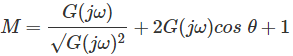 M = G(jω) / √G(jω)² + 2G(jω)cos θ + 1